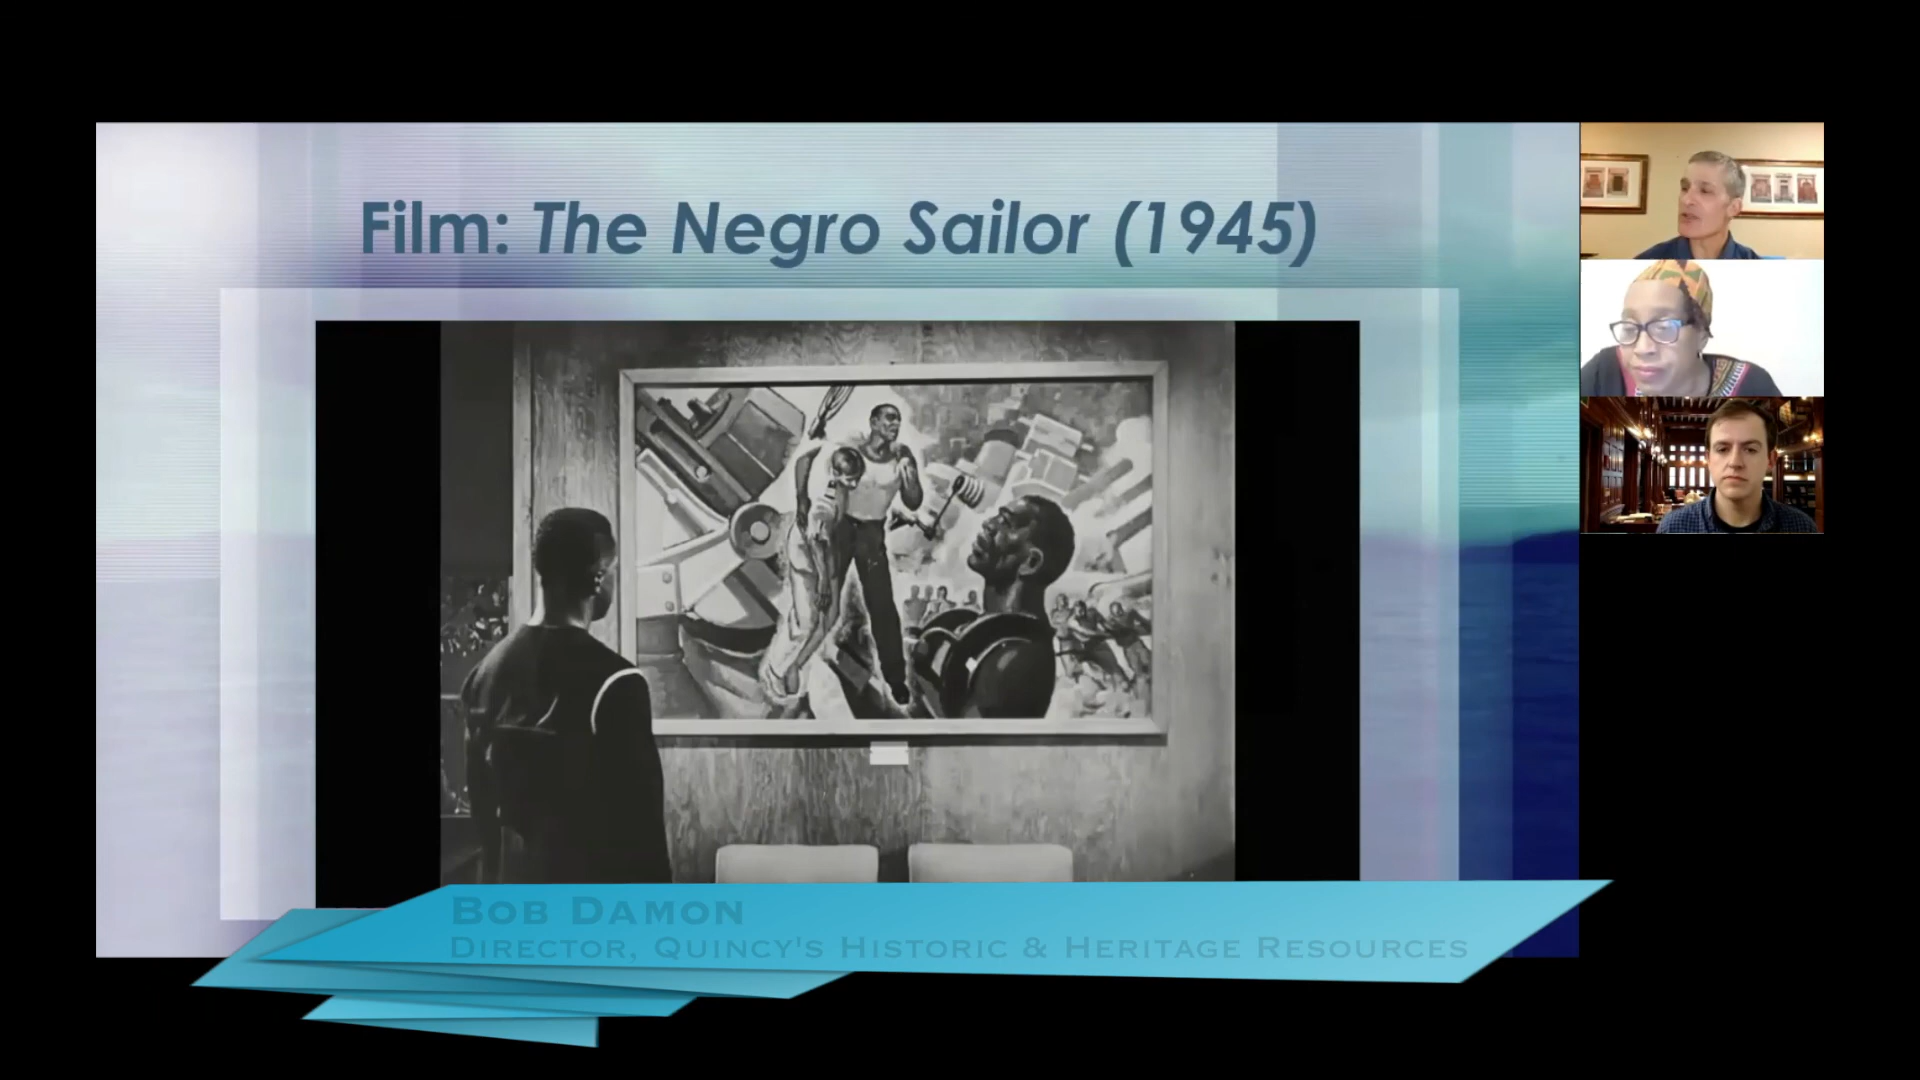 Film: The Negro Sailor (1945)
BOB DAMON
DIRECTOR, QUINCY'S HISTORIC & HERITAGE RESOURCES